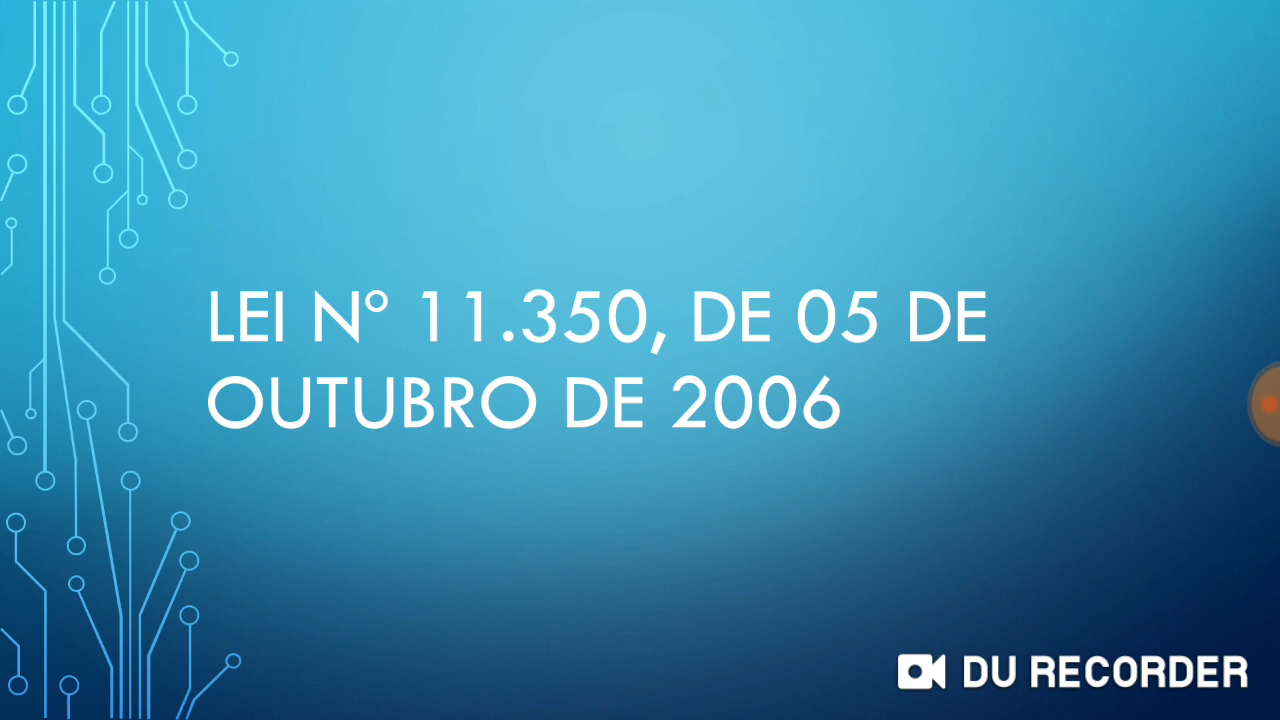 LEI Nº 11.350, DE 05 DE
OUTUBRO DE 2006
DU RECORDER